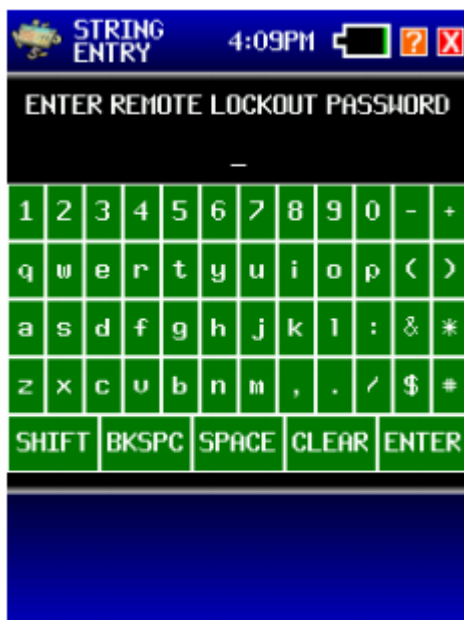 STRING
ENTRY
4:09PM ? X
ENTER REMOTE LOCKOUT PASSWORD
_
1 2 3 4 5 6 7 8 9 0 - +
q w e r t y u i o p ( )
a s d f g h j k l : & *
z x c v b n m , . / $ #
SHIFT BKSPC SPACE CLEAR ENTER